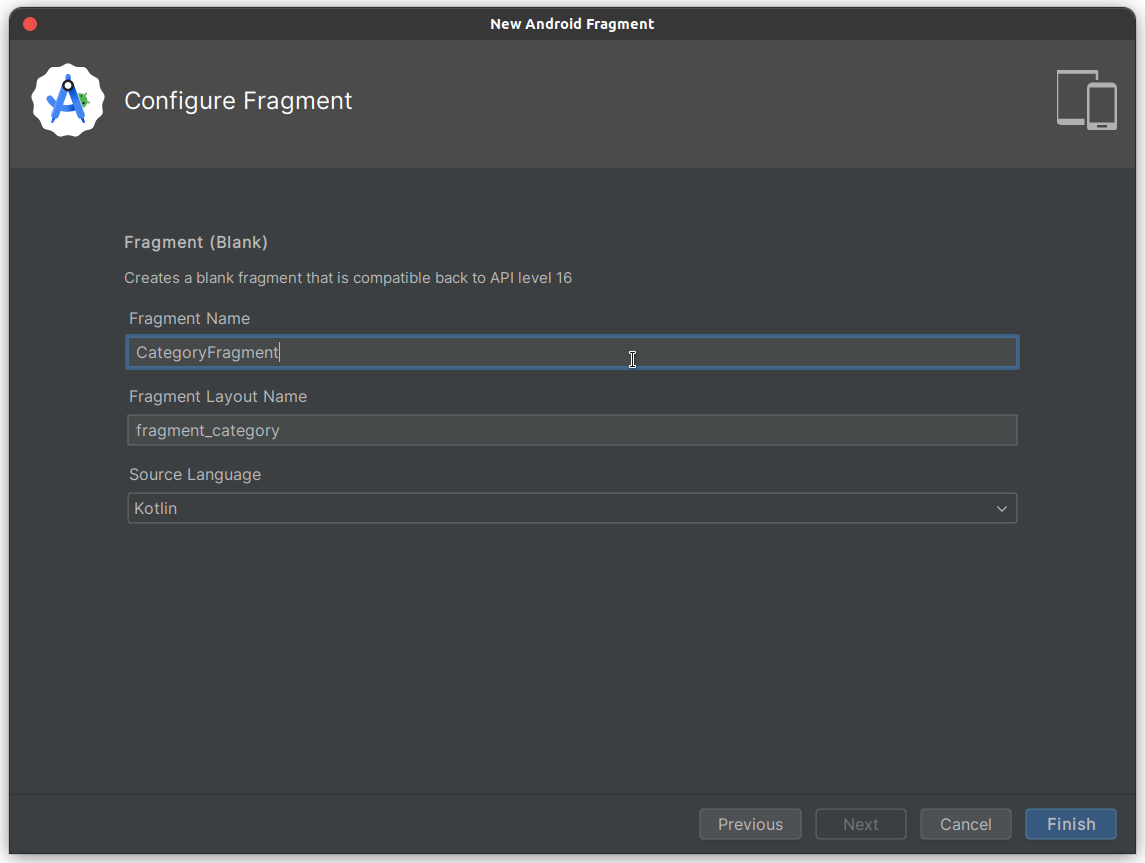 New Android Fragment
Configure Fragment
Fragment (Blank)
Creates a blank fragment that is compatible back to API level 16
Fragment Name
CategoryFragment
Fragment Layout Name
fragment_category
Source Language
Kotlin
Previous Next Cancel Finish